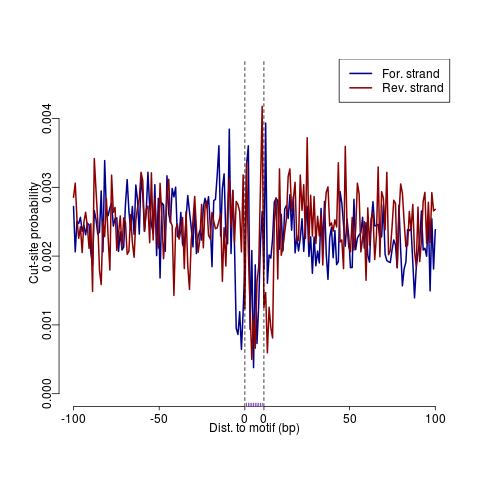 For. strand
Rev. strand
Cut-site probability
0.004
0.003
0.002
0.001
0.000
-100 -50 0 0 50 100
Dist. to motif (bp)